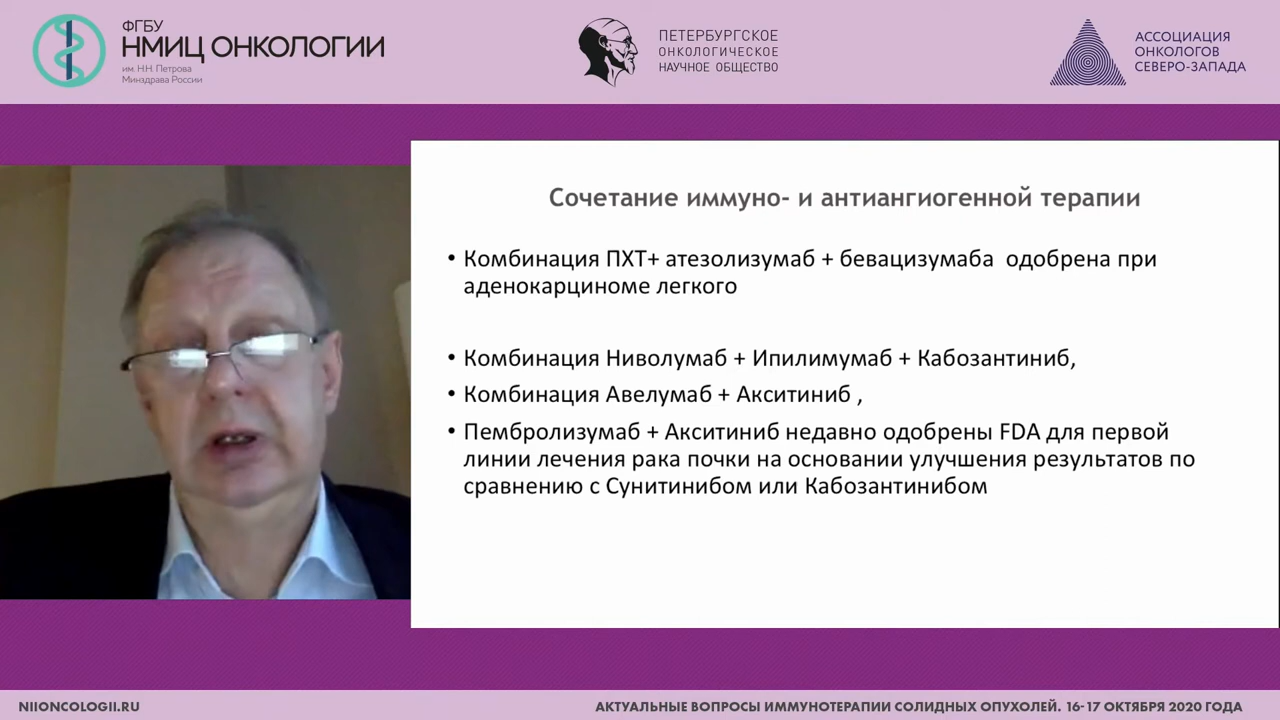 ФГБУ
НМИЦ ОНКОЛОГИИ
им. Н.Н. Петрова
Минздрава России
ПЕТЕРБУРГСКОЕ
ОНКОЛОГИЧЕСКОЕ
НАУЧНОЕ ОБЩЕСТВО
АССОЦИАЦИЯ
ОНКОЛОГОВ
СЕВЕРО-ЗАПАДА
Сочетание иммуно- и антиангиогенной терапии
• Комбинация ПХТ+ атезолизумаб + бевацизумаба одобрена при
аденокарциноме легкого
• Комбинация Ниволумаб + Ипилимумаб + Кабозантиниб,
• Комбинация Авелумаб + Акситиниб ,
• Пембролизумаб + Акситиниб недавно одобрены FDA для первой
линии лечения рака почки на основании улучшения результатов по
сравнению с Сунитинибом или Кабозантинибом
NIIONCOLOGII.RU
АКТУАЛЬНЫЕ ВОПРОСЫ ИММУНОТЕРАПИИ СОЛИДНЫХ ОПУХОЛЕЙ. 16-17 ОКТЯБРЯ 2020 ГОДА